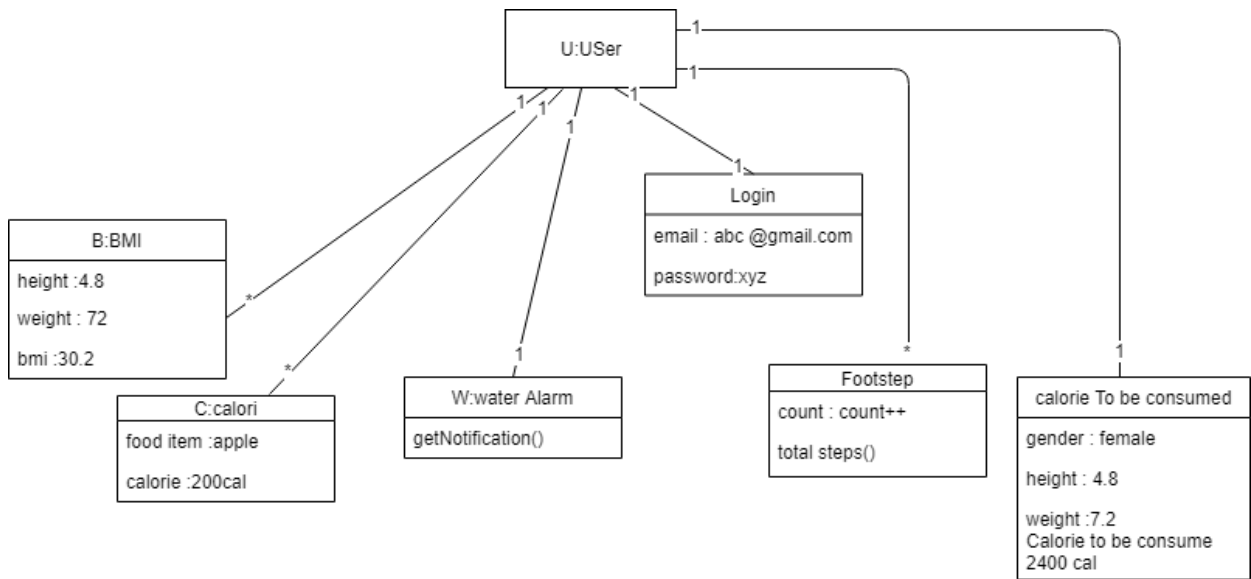 U:USer
1
1
1
1
1
1
B:BMI
height :4.8
weight : 72
bmi :30.2
*
C:calori
food item :apple
calorie :200cal
*
W:water Alarm
getNotification()
1
Login
email : abc @gmail.com
password:xyz
1
Footstep
count : count++
total steps()
*
calorie To be consumed
gender : female
height : 4.8
weight :7.2
Calorie to be consume
2400 cal
1